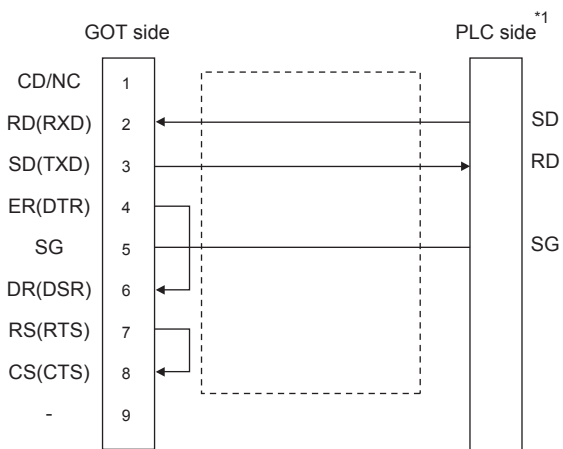 GOT side PLC side*1
CD/NC 1
RD(RXD) 2 SD
SD(TXD) 3 RD
ER(DTR) 4
SG 5 SG
DR(DSR) 6
RS(RTS) 7
CS(CTS) 8
- 9